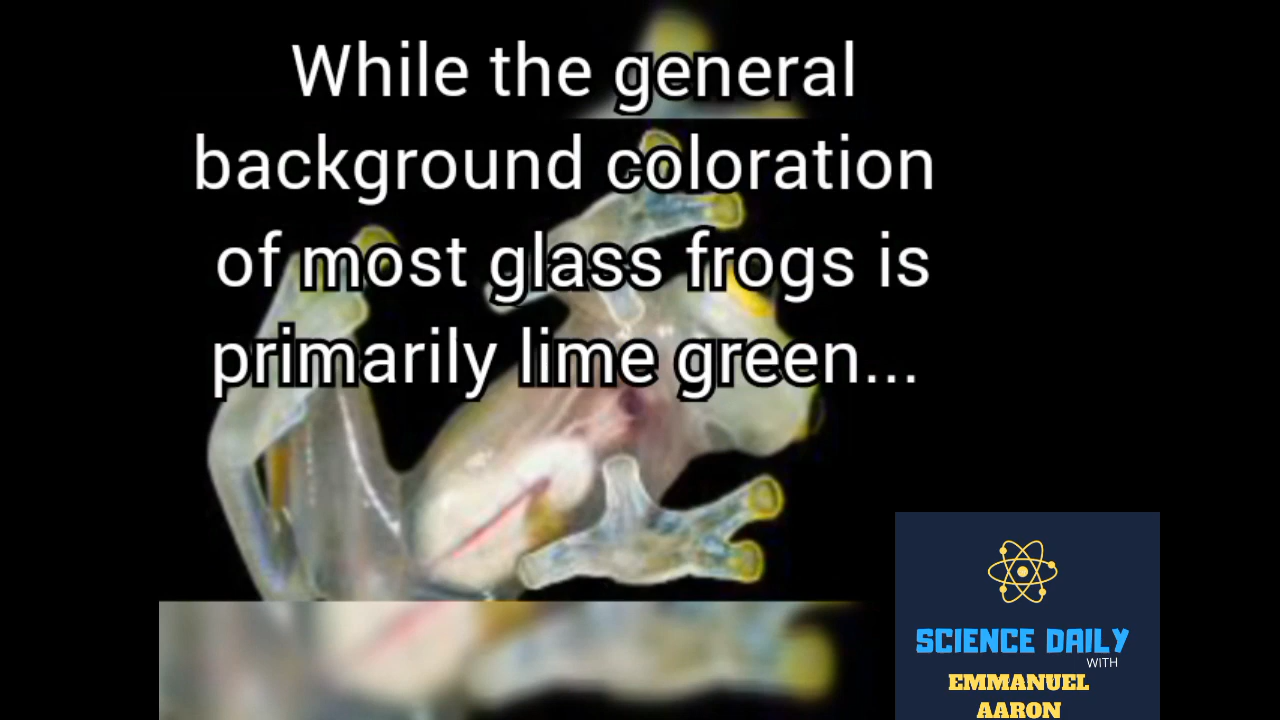 While the general
background coloration
of most glass frogs is
primarily lime green...
SCIENCE DAILY
WITH
EMMANUEL
AARON